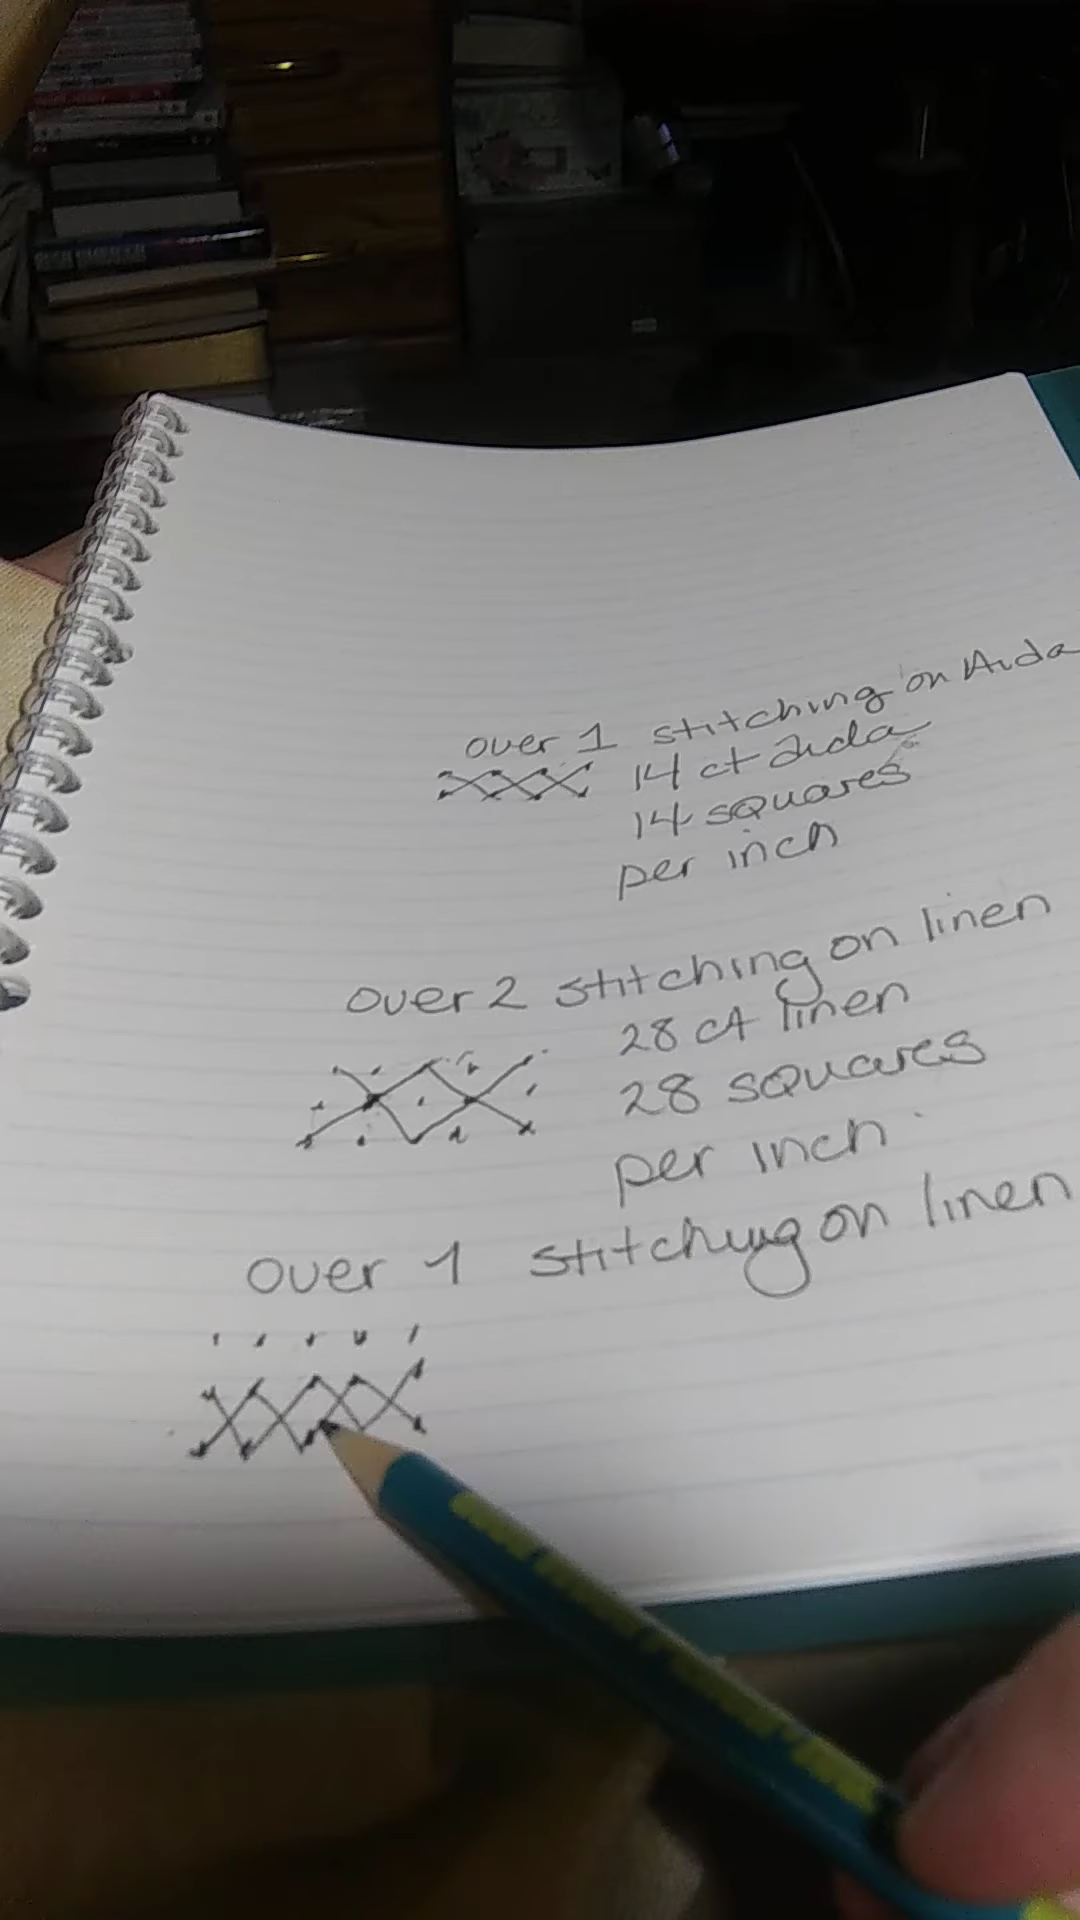 over 1 stitching on Aida
14 ct Aida
14 squares
per inch
over 2 stitching on linen
28 ct linen
28 squares
per inch
over 1 stitching on linen